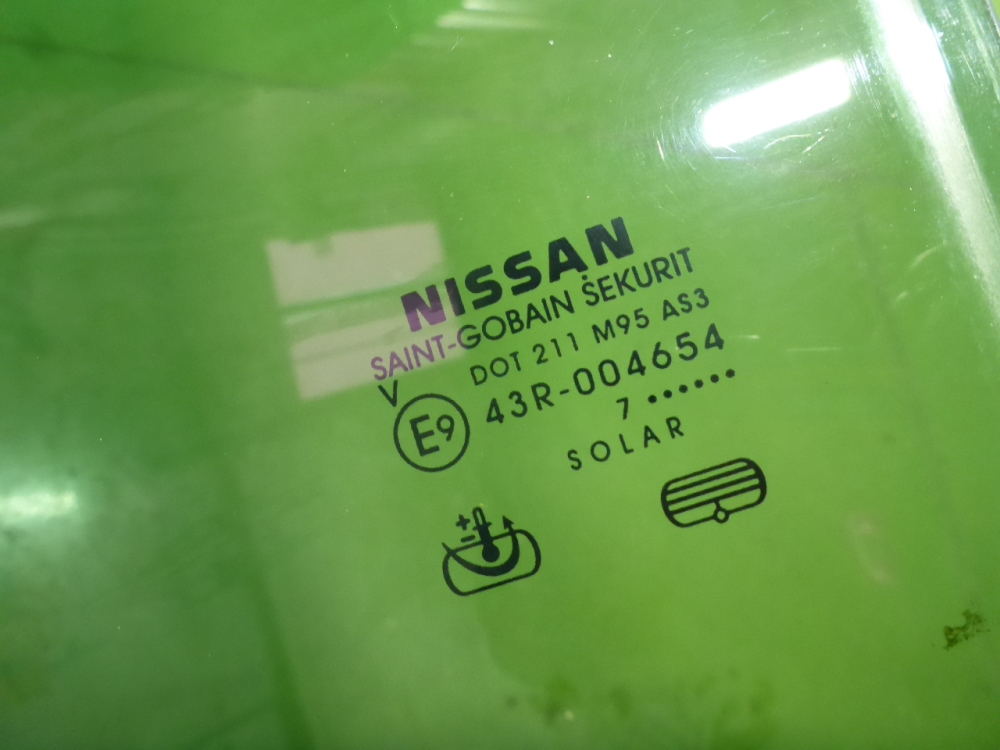 NISSAN
SAINT-GOBAIN SEKURIT
DOT 211 M95 AS3
V
E9 43R-004654
7 ••••••
SOLAR